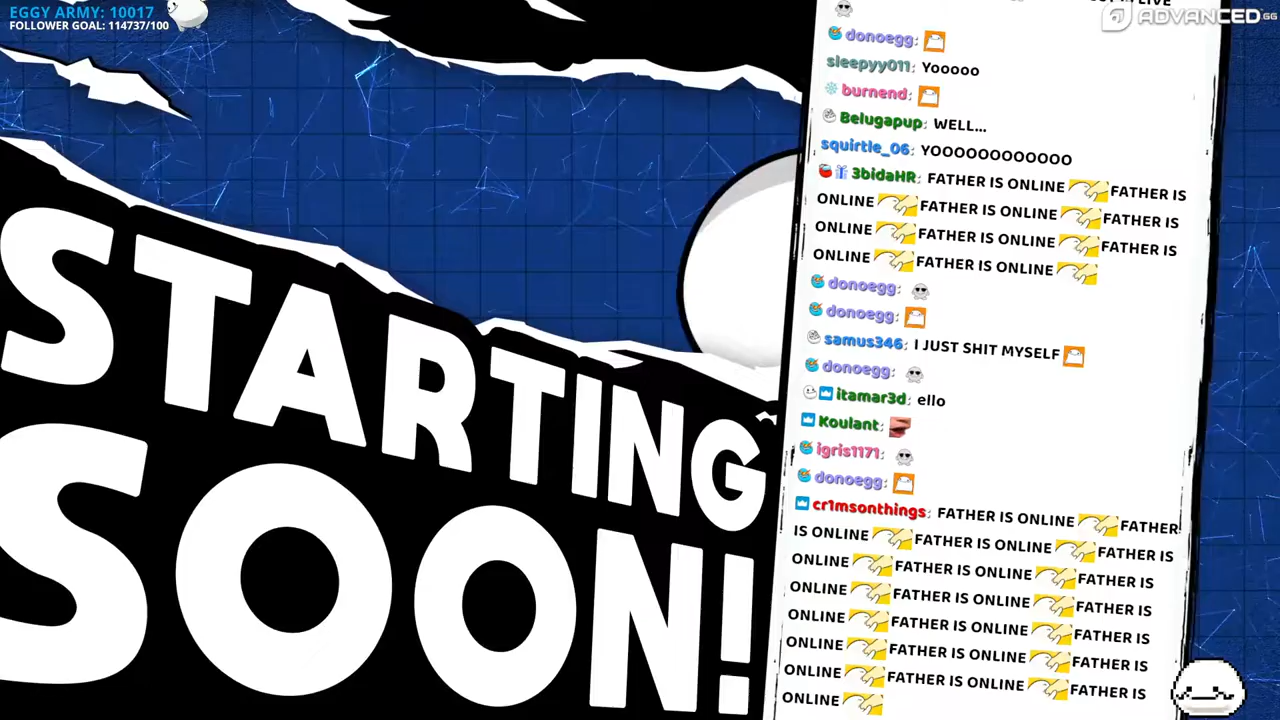 EGGY ARMY: 10017
FOLLOWER GOAL: 114737/100
ADVANCED.GG
STARTING
SOON!
donoegg:
sleepyy011: Yooooo
burnend:
Belugapup: WELL...
squirtle_06: YOOOOOOOOOOOO
3bidaHR: FATHER IS ONLINE FATHER IS
ONLINE FATHER IS ONLINE FATHER IS
ONLINE FATHER IS ONLINE FATHER IS
ONLINE FATHER IS ONLINE
donoegg:
donoegg:
samus346: I JUST SHIT MYSELF
donoegg:
itamar3d: ello
Koulant:
igris1171:
donoegg:
cr1msonthings: FATHER IS ONLINE FATHER
IS ONLINE FATHER IS ONLINE FATHER IS
ONLINE FATHER IS ONLINE FATHER IS
ONLINE FATHER IS ONLINE FATHER IS
ONLINE FATHER IS ONLINE FATHER IS
ONLINE FATHER IS ONLINE FATHER IS
ONLINE FATHER IS ONLINE FATHER IS
ONLINE